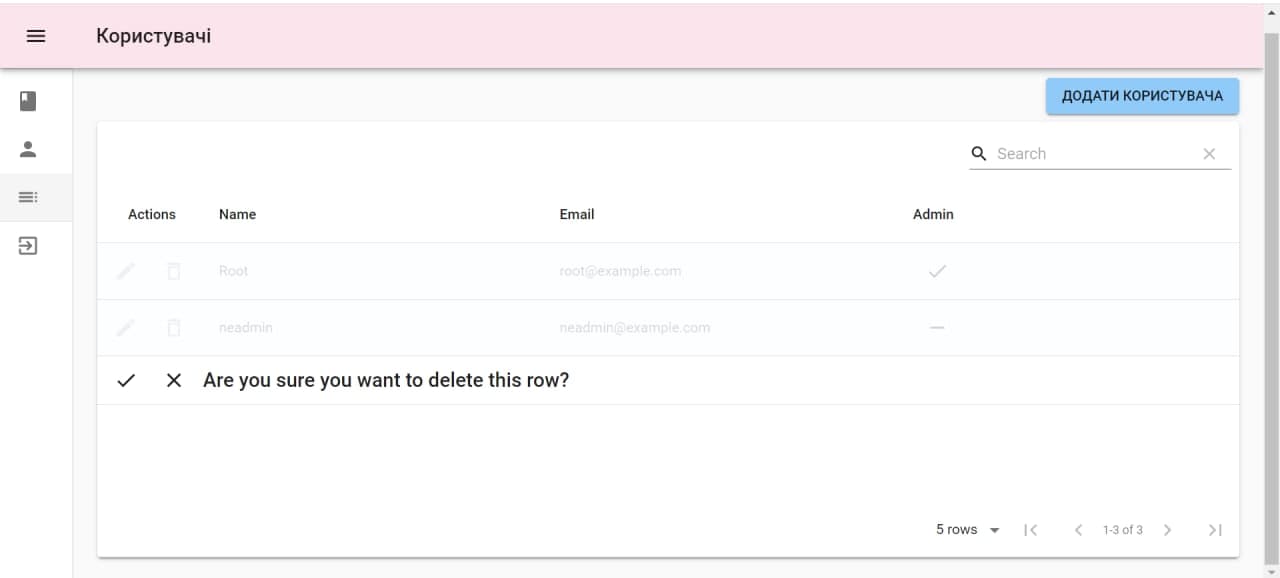 Користувачі
ДОДАТИ КОРИСТУВАЧА
Search
Actions Name Email Admin
Root root@example.com
neadmin neadmin@example.com
Are you sure you want to delete this row?
5 rows 1-3 of 3